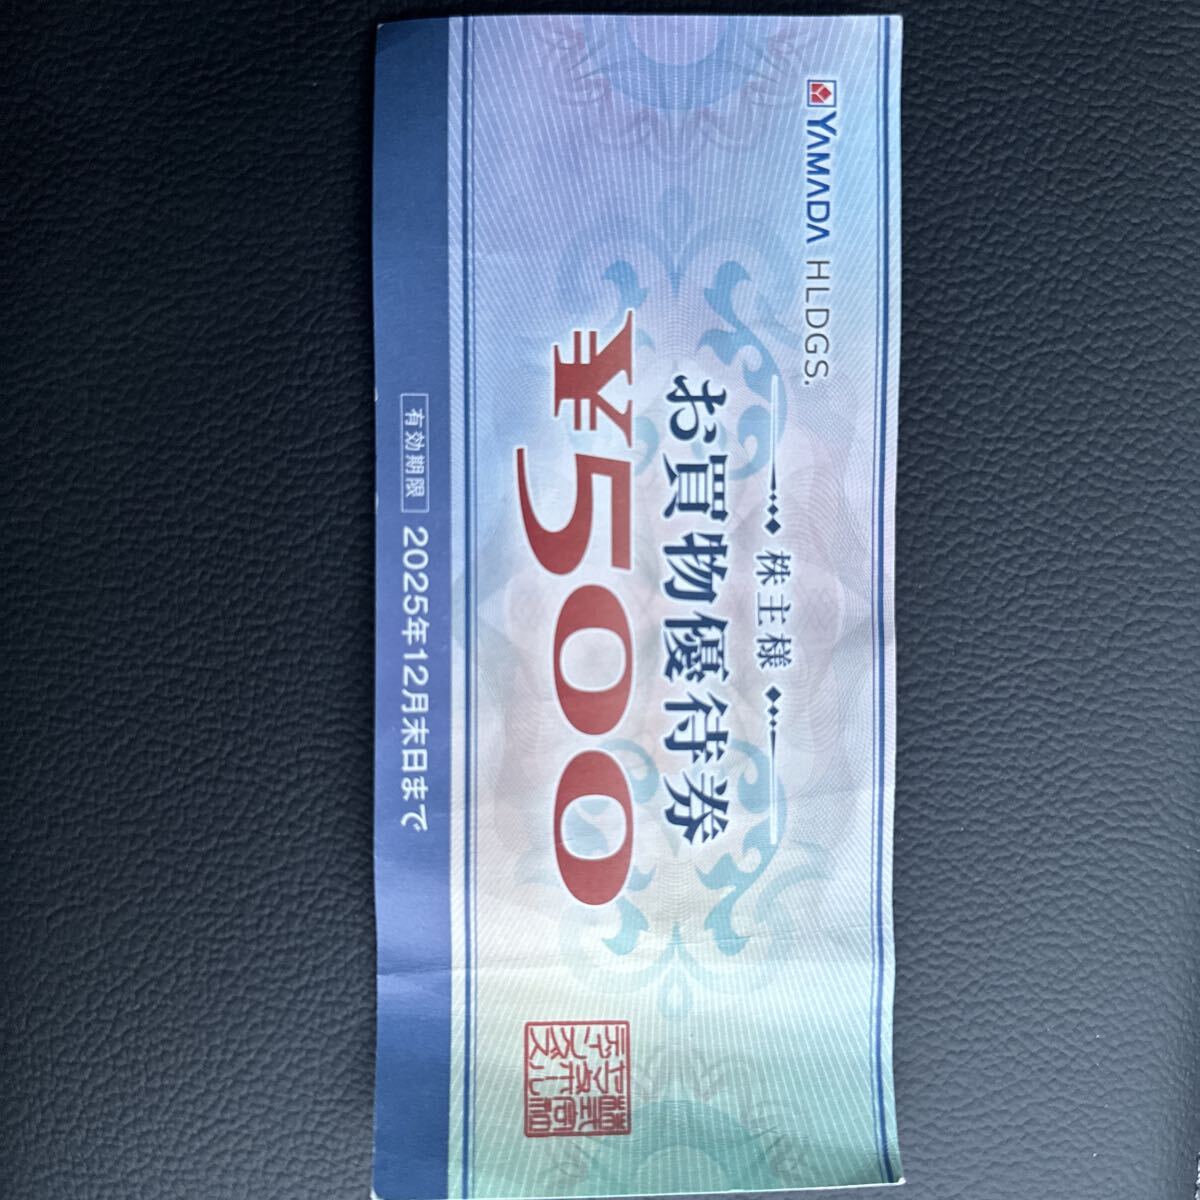 YAMADA HLDGS.
株主様
お買物優待券
¥500
有効期限 2025年12月末日まで